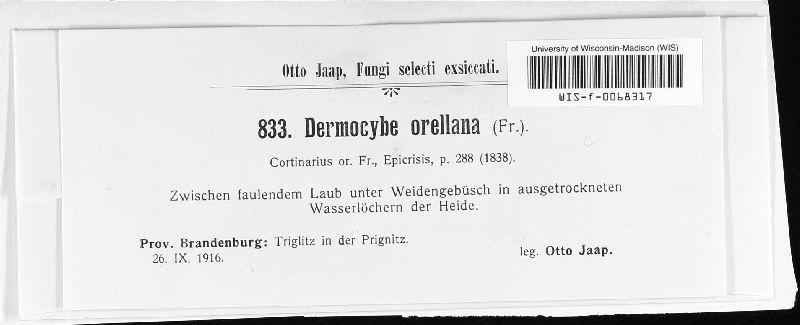 Otto Jaap, Fungi selecti exsiccati.
University of Wisconsin-Madison (WIS)
WIS-f-0068317
833. Dermocybe orellana (Fr.).
Cortinarius or. Fr., Epicrisis, p. 288 (1838).
Zwischen faulendem Laub unter Weidengebüsch in ausgetrockneten
Wasserlöchern der Heide.
Prov. Brandenburg: Triglitz in der Prignitz.
26. IX. 1916.
leg. Otto Jaap.